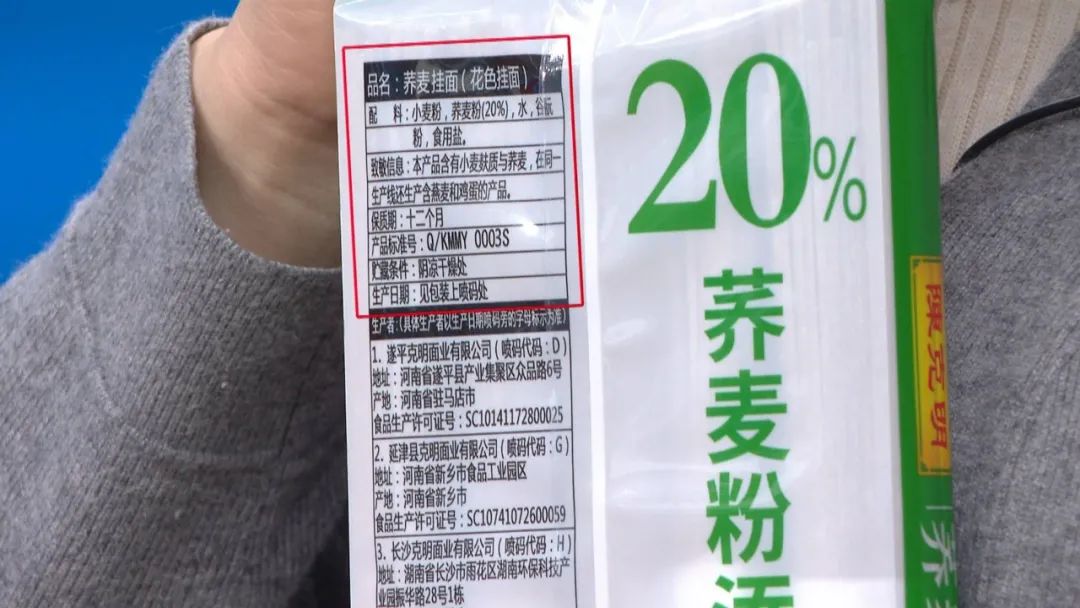 品名：荞麦挂面（花色挂面）
配 料：小麦粉，荞麦粉(20%)，水，谷朊
粉，食用盐。
致敏信息：本产品含有小麦麸质与荞麦，在同一
生产线还生产含燕麦和鸡蛋的产品。
保质期：十二个月
产品标准号：Q/KMMY 0003S
贮藏条件：阴凉干燥处
生产日期：见包装上喷码处
生产者：（具体生产者以生产日期喷码旁的字母标示为准）
1. 遂平克明面业有限公司（喷码代码：D）
地址：河南省遂平县产业集聚区众品路6号
产地：河南省驻马店市
食品生产许可证号：SC10141172800025
2. 延津县克明面业有限公司（喷码代码：G）
地址：河南省新乡市食品工业园区
产地：河南省新乡市
食品生产许可证号：SC10741072600059
3. 长沙克明面业有限公司（喷码代码：H）
地址：湖南省长沙市雨花区湖南环保科技产
业园振华路28号1栋
20%
荞麦粉添
陈克明
荞